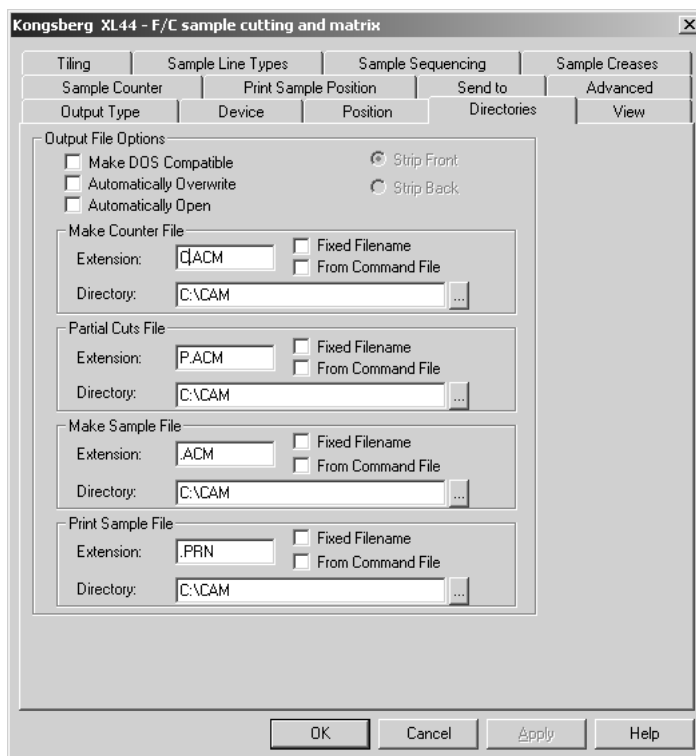 Kongsberg XL44 - F/C sample cutting and matrix
Tiling Sample Line Types Sample Sequencing Sample Creases
Sample Counter Print Sample Position Send to Advanced
Output Type Device Position Directories View
Output File Options
Make DOS Compatible Strip Front
Automatically Overwrite Strip Back
Automatically Open
Make Counter File
Extension: C.ACM Fixed Filename
From Command File
Directory: C:\CAM ...
Partial Cuts File
Extension: P.ACM Fixed Filename
From Command File
Directory: C:\CAM ...
Make Sample File
Extension: .ACM Fixed Filename
From Command File
Directory: C:\CAM ...
Print Sample File
Extension: .PRN Fixed Filename
From Command File
Directory: C:\CAM ...
OK Cancel Apply Help